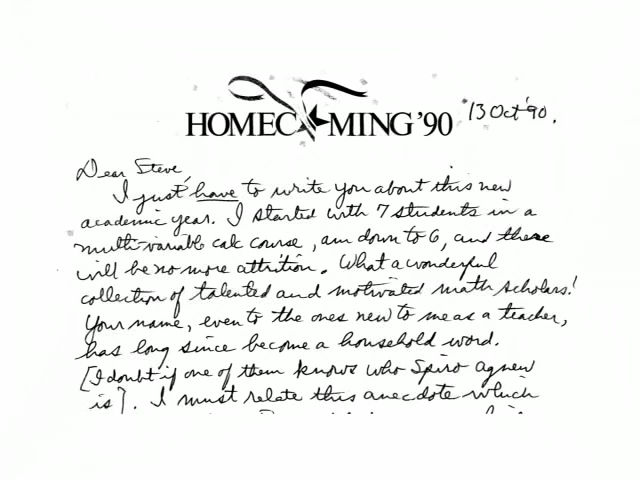 HOMECOMING '90
13 Oct '90.
Dear Steve,
I just have to write you about this new
academic year. I started with 7 students in a
multi-variable calc course, am down to 6, and there
will be no more attrition. What a wonderful
collection of talented and motivated math scholars!
Your name, even to the ones new to me as a teacher,
has long since become a household word.
[I doubt if one of them knows who Spiro Agnew
is]. I must relate this anecdote which